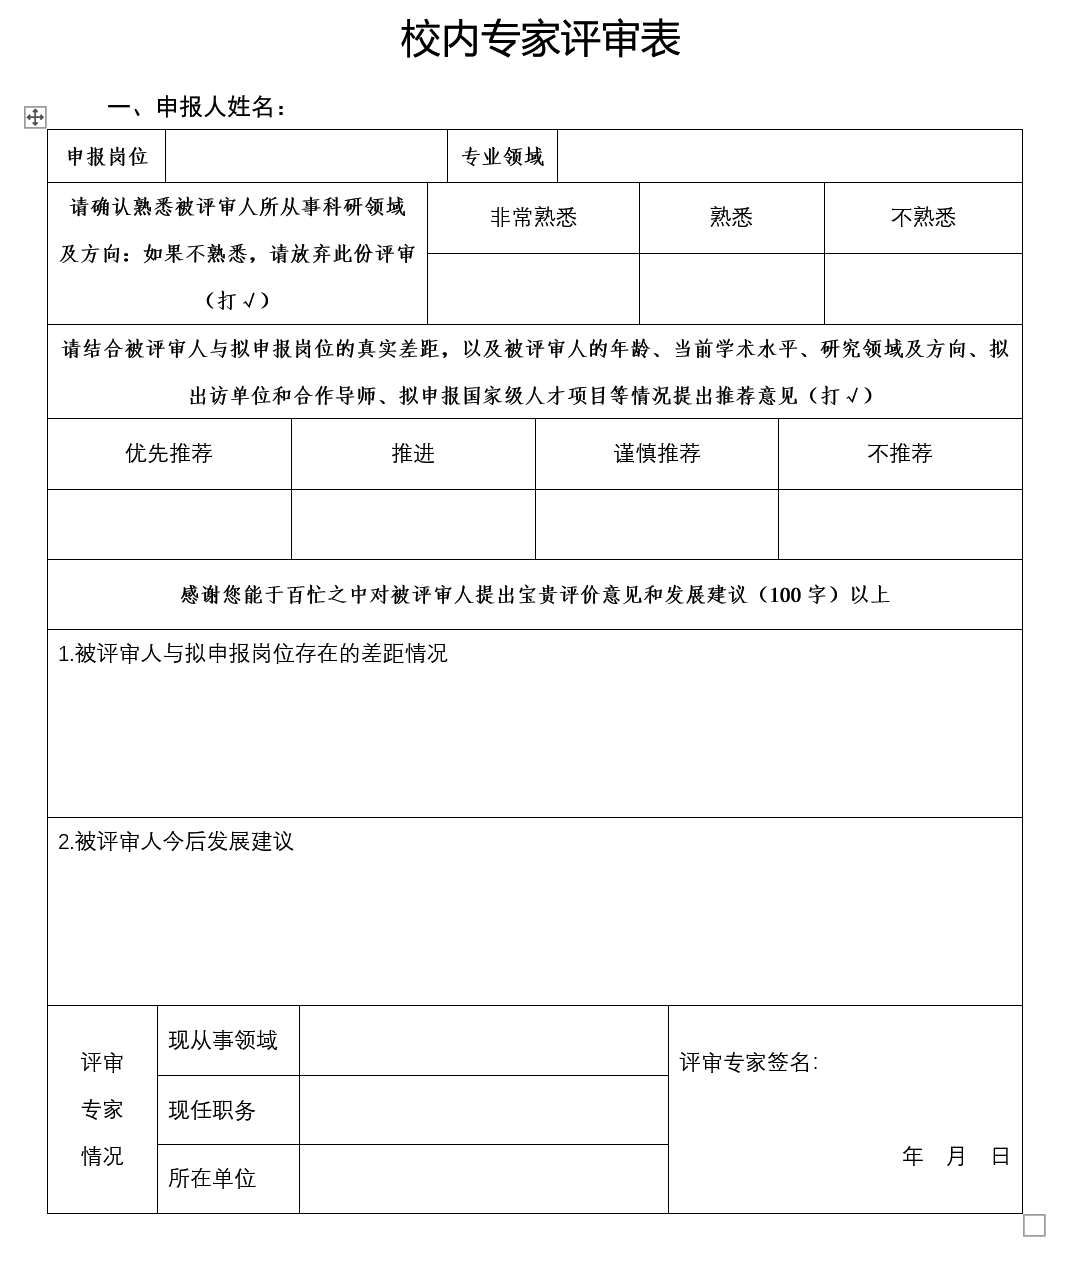 校内专家评审表
一、申报人姓名：
申报岗位 专业领域
请确认熟悉被评审人所从事科研领域
及方向：如果不熟悉，请放弃此份评审
（打√）
非常熟悉 熟悉 不熟悉
请结合被评审人与拟申报岗位的真实差距，以及被评审人的年龄、当前学术水平、研究领域及方向、拟
出访单位和合作导师、拟申报国家级人才项目等情况提出推荐意见（打√）
优先推荐 推进 谨慎推荐 不推荐
感谢您能于百忙之中对被评审人提出宝贵评价意见和发展建议（100 字）以上
1.被评审人与拟申报岗位存在的差距情况
2.被评审人今后发展建议
评审
专家
情况
现从事领域
现任职务
所在单位
评审专家签名:
年 月 日